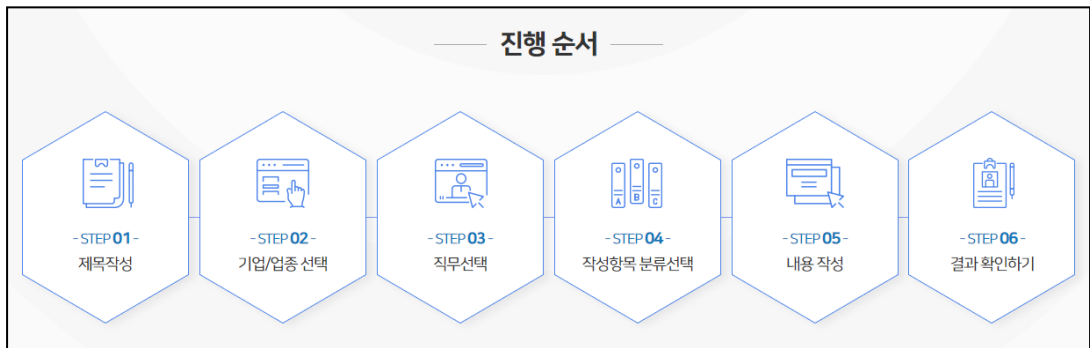 진행 순서
- STEP 01 -
제목작성
- STEP 02 -
기업/업종 선택
- STEP 03 -
직무선택
A B C
- STEP 04 -
작성항목 분류선택
- STEP 05 -
내용 작성
- STEP 06 -
결과 확인하기